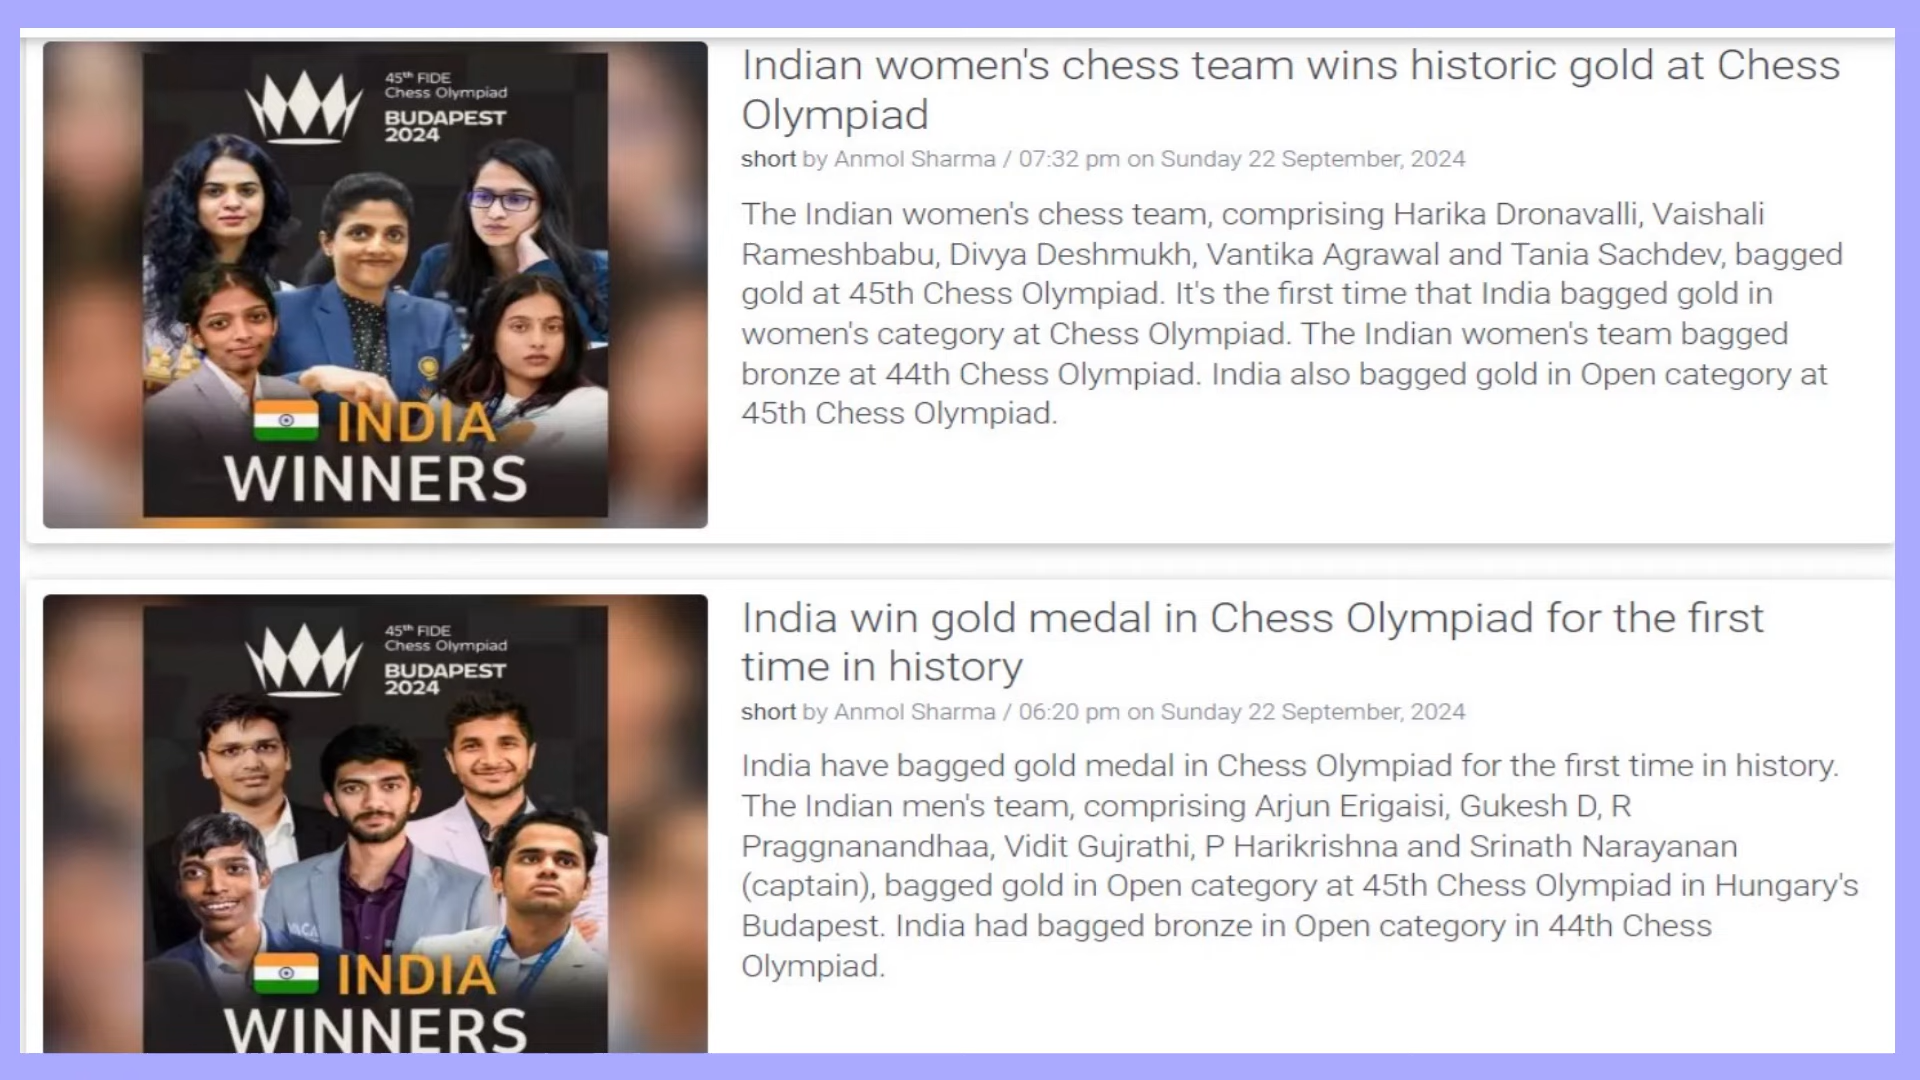 45th FIDE
Chess Olympiad
BUDAPEST
2024
INDIA
WINNERS
Indian women's chess team wins historic gold at Chess
Olympiad
short by Anmol Sharma / 07:32 pm on Sunday 22 September, 2024
The Indian women's chess team, comprising Harika Dronavalli, Vaishali
Rameshbabu, Divya Deshmukh, Vantika Agrawal and Tania Sachdev, bagged
gold at 45th Chess Olympiad. It's the first time that India bagged gold in
women's category at Chess Olympiad. The Indian women's team bagged
bronze at 44th Chess Olympiad. India also bagged gold in Open category at
45th Chess Olympiad.
45th FIDE
Chess Olympiad
BUDAPEST
2024
VACA
INDIA
WINNERS
India win gold medal in Chess Olympiad for the first
time in history
short by Anmol Sharma / 06:20 pm on Sunday 22 September, 2024
India have bagged gold medal in Chess Olympiad for the first time in history.
The Indian men's team, comprising Arjun Erigaisi, Gukesh D, R
Praggnanandhaa, Vidit Gujrathi, P Harikrishna and Srinath Narayanan
(captain), bagged gold in Open category at 45th Chess Olympiad in Hungary's
Budapest. India had bagged bronze in Open category in 44th Chess
Olympiad.